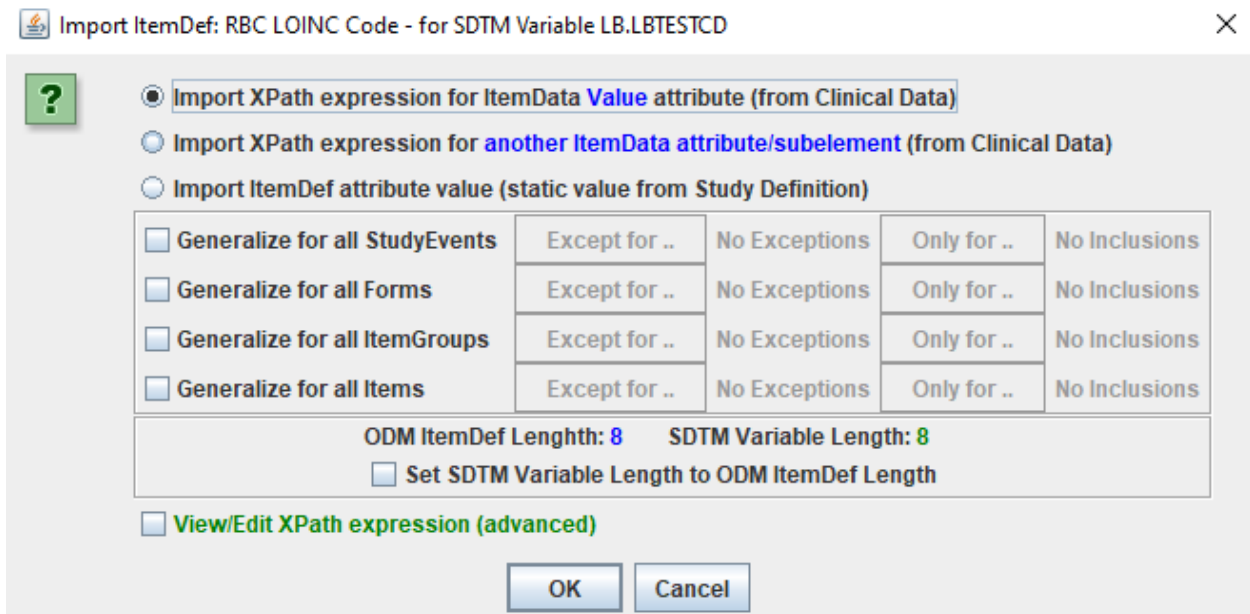 Import ItemDef: RBC LOINC Code - for SDTM Variable LB.LBTESTCD
?
Import XPath expression for ItemData Value attribute (from Clinical Data)
Import XPath expression for another ItemData attribute/subelement (from Clinical Data)
Import ItemDef attribute value (static value from Study Definition)
Generalize for all StudyEvents Except for .. No Exceptions Only for .. No Inclusions
Generalize for all Forms Except for .. No Exceptions Only for .. No Inclusions
Generalize for all ItemGroups Except for .. No Exceptions Only for .. No Inclusions
Generalize for all Items Except for .. No Exceptions Only for .. No Inclusions
ODM ItemDef Lenghth: 8 SDTM Variable Length: 8
Set SDTM Variable Length to ODM ItemDef Length
View/Edit XPath expression (advanced)
OK Cancel